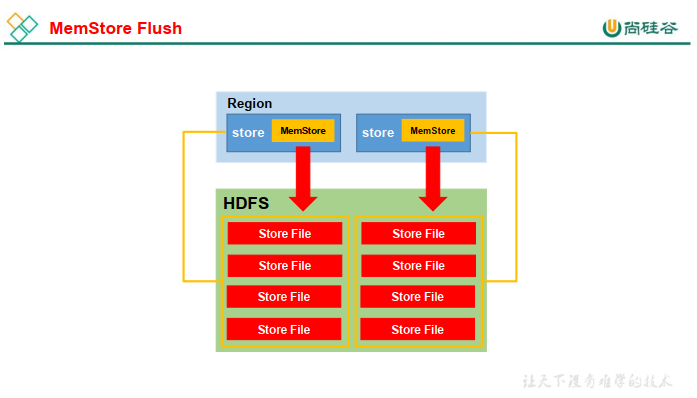 MemStore Flush
尚硅谷
Region
store
MemStore
store
MemStore
HDFS
Store File
Store File
Store File
Store File
Store File
Store File
Store File
Store File
让天下没有难学的技术